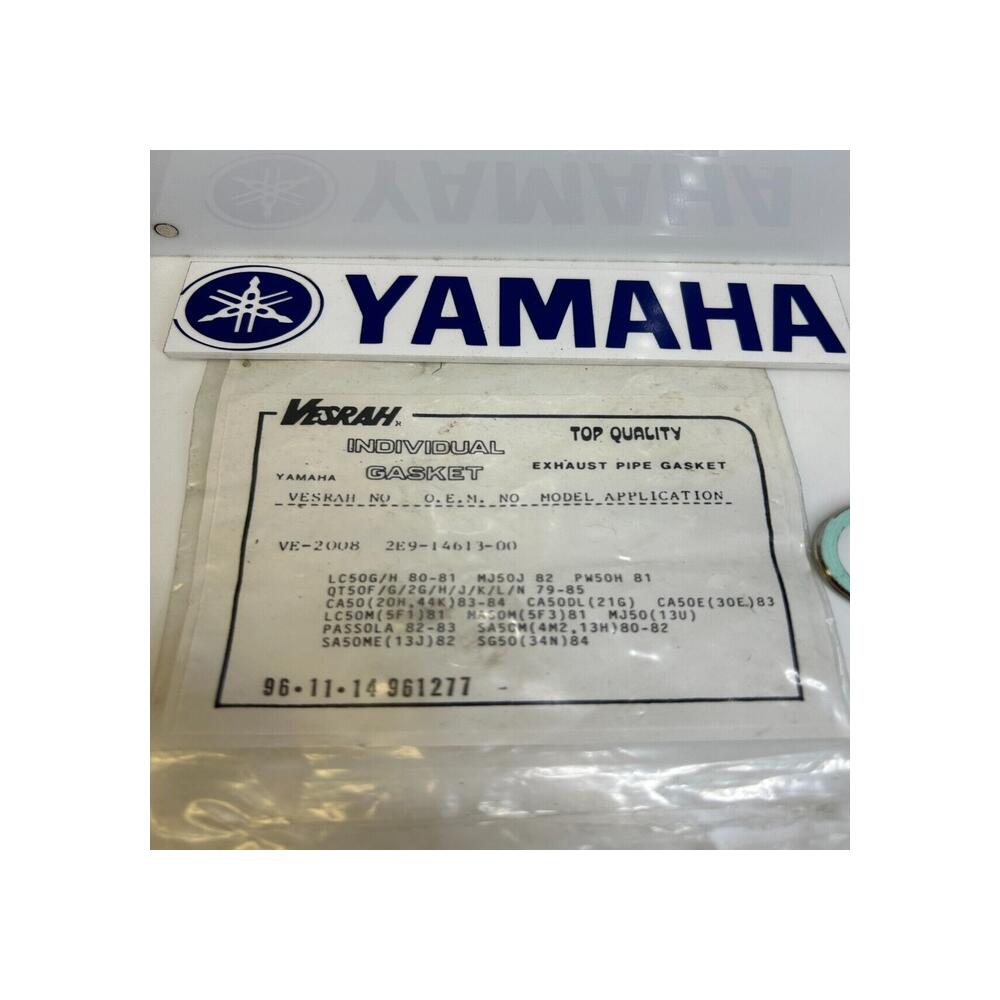 YAMAHA
YAMAHA
VESRAH
TOP QUALITY
INDIVIDUAL
GASKET
EXHAUST PIPE GASKET
YAMAHA
VESRAH NO O.E.M. NO MODEL APPLICATION
VE-2008 2E9-14613-00
LC50G/H 80-81 MJ50J 82 PW50H 81
QT50F/G/2G/H/J/K/L/N 79-85
CA50(20H,44K)83-84 CA50DL(21G) CA50E(30E)83
LC50M(5F1)81 MA50M(5F3)81 MJ50(13U)
PASSOLA 82-83 SA50M(4M2,13H)80-82
SA50ME(13J)82 SG50(34N)84
96·11·14 961277 -